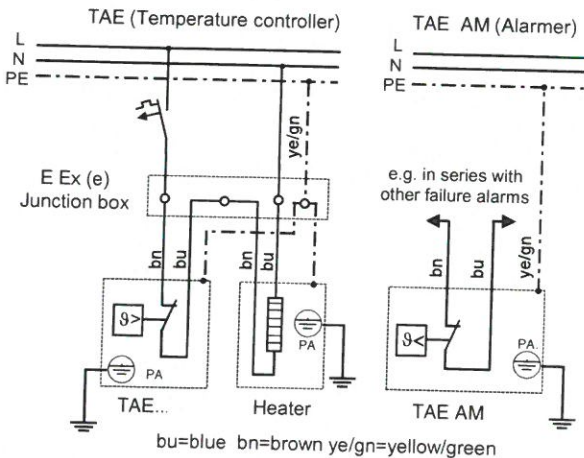 TAE (Temperature controller)
TAE AM (Alarmer)
L
N
PE
L
N
PE
ye/gn
E Ex (e)
Junction box
e.g. in series with
other failure alarms
bn
bu
bn
bu
bn
bu
ye/gn
ϑ>
PA
PA
ϑ<
PA.
TAE...
Heater
TAE AM
bu=blue bn=brown ye/gn=yellow/green